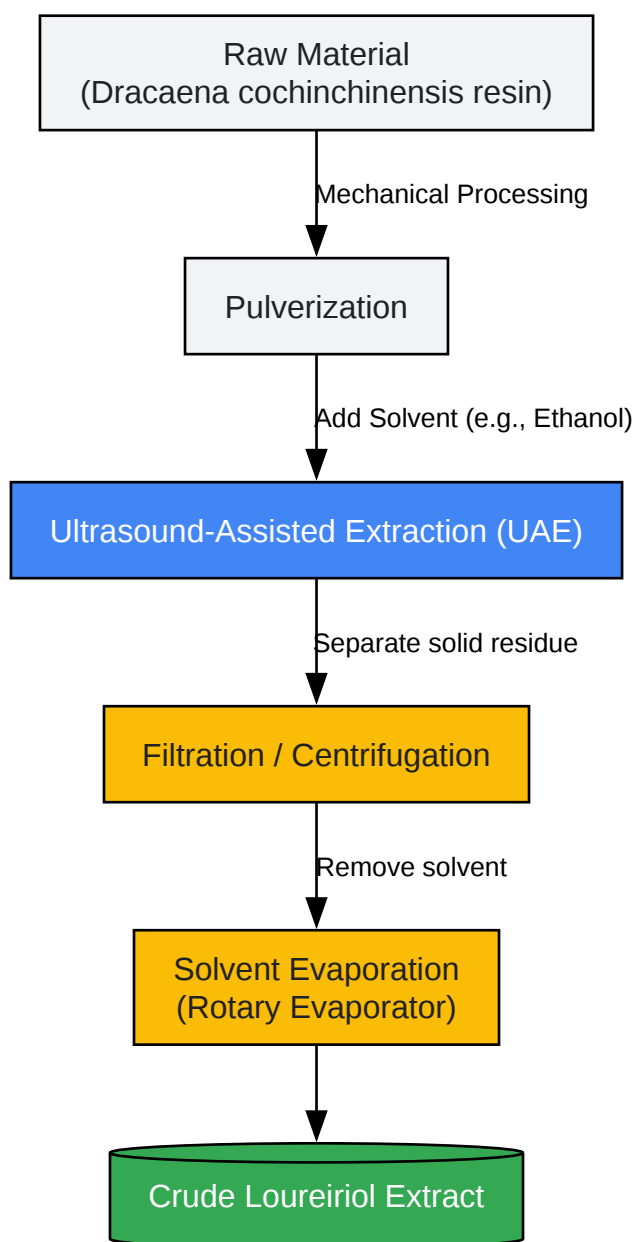 Raw Material
(Dracaena cochinchinensis resin)
Mechanical Processing
Pulverization
Add Solvent (e.g., Ethanol)
Ultrasound-Assisted Extraction (UAE)
Separate solid residue
Filtration / Centrifugation
Remove solvent
Solvent Evaporation
(Rotary Evaporator)
Crude Loureiriol Extract